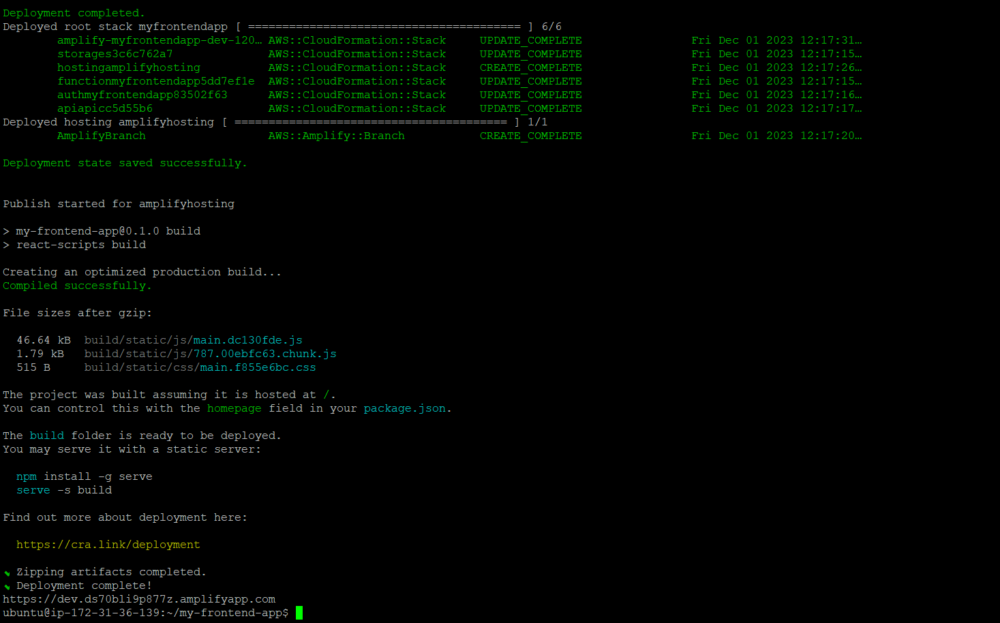 Deployment completed.
Deployed root stack myfrontendapp [ ======================================== ] 6/6
amplify-myfrontendapp-dev-120… AWS::CloudFormation::Stack UPDATE_COMPLETE Fri Dec 01 2023 12:17:31…
storages3c6c762a7 AWS::CloudFormation::Stack UPDATE_COMPLETE Fri Dec 01 2023 12:17:15…
hostingamplifyhosting AWS::CloudFormation::Stack CREATE_COMPLETE Fri Dec 01 2023 12:17:26…
functionmyfrontendapp5dd7ef1e AWS::CloudFormation::Stack UPDATE_COMPLETE Fri Dec 01 2023 12:17:15…
authmyfrontendapp83502f63 AWS::CloudFormation::Stack UPDATE_COMPLETE Fri Dec 01 2023 12:17:16…
apiapicc5d55b6 AWS::CloudFormation::Stack UPDATE_COMPLETE Fri Dec 01 2023 12:17:17…
Deployed hosting amplifyhosting [ ======================================== ] 1/1
AmplifyBranch AWS::Amplify::Branch CREATE_COMPLETE Fri Dec 01 2023 12:17:20…
Deployment state saved successfully.
Publish started for amplifyhosting
> my-frontend-app@0.1.0 build
> react-scripts build
Creating an optimized production build...
Compiled successfully.
File sizes after gzip:
46.64 kB build/static/js/main.dc130fde.js
1.79 kB build/static/js/787.00ebfc63.chunk.js
515 B build/static/css/main.f855e6bc.css
The project was built assuming it is hosted at /.
You can control this with the homepage field in your package.json.
The build folder is ready to be deployed.
You may serve it with a static server:
npm install -g serve
serve -s build
Find out more about deployment here:
https://cra.link/deployment
✔ Zipping artifacts completed.
✔ Deployment complete!
https://dev.ds70bli9p877z.amplifyapp.com
ubuntu@ip-172-31-36-139:~/my-frontend-app$